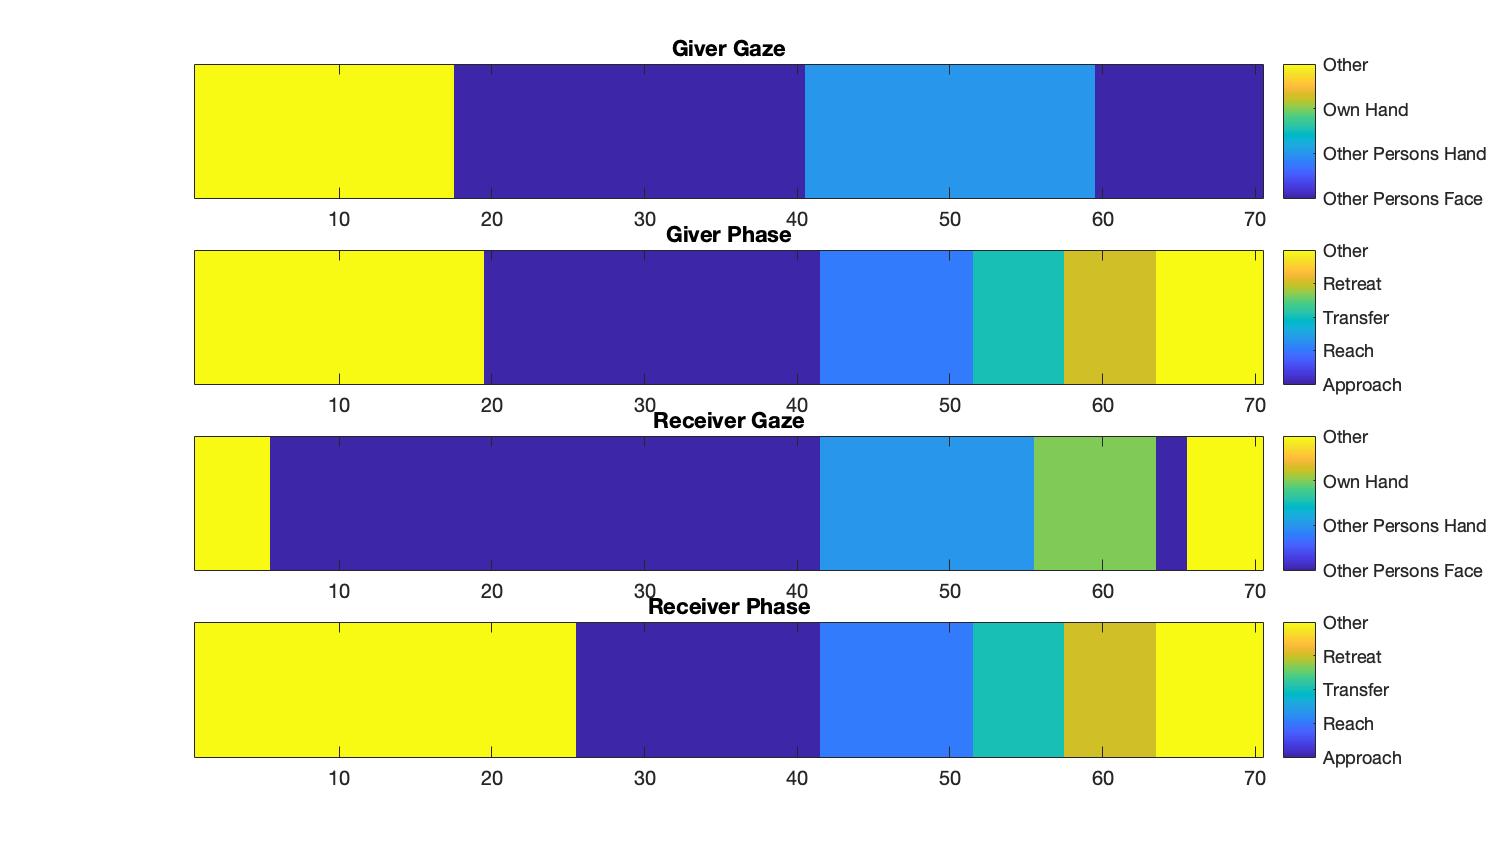 Giver Gaze
Other
Own Hand
Other Persons Hand
Other Persons Face
10 20 30 40 50 60 70
Giver Phase
Other
Retreat
Transfer
Reach
Approach
10 20 30 40 50 60 70
Receiver Gaze
Other
Own Hand
Other Persons Hand
Other Persons Face
10 20 30 40 50 60 70
Receiver Phase
Other
Retreat
Transfer
Reach
Approach
10 20 30 40 50 60 70